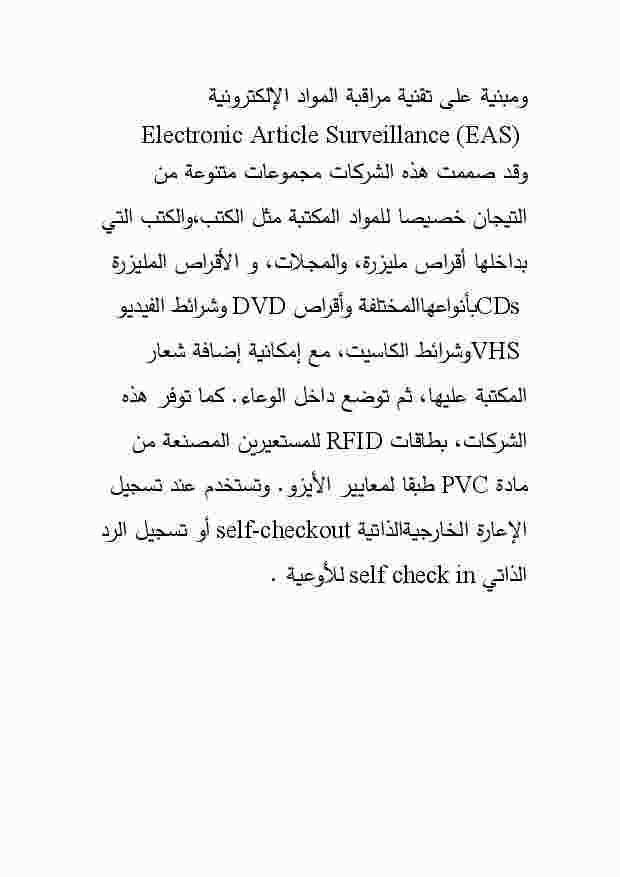 ومبنية على تقنية مراقبة المواد الإلكترونية
Electronic Article Surveillance (EAS)
وقد صممت هذه الشركات مجموعات متنوعة من
التيجان خصيصا للمواد المكتبة مثل الكتب،والكتب التي
بداخلها أقراص مليزرة، والمجلات، و الأقراص المليزرة
CDsبأنواعهاالمختلفة وأقراص DVD وشرائط الفيديو
VHSوشرائط الكاسيت، مع إمكانية إضافة شعار
المكتبة عليها، ثم توضع داخل الوعاء. كما توفر هذه
الشركات، بطاقات RFID للمستعيرين المصنعة من
مادة PVC طبقا لمعايير الأيزو. وتستخدم عند تسجيل
الإعارة الخارجيةالذاتية self-checkout أو تسجيل الرد
الذاتي self check in للأوعية .